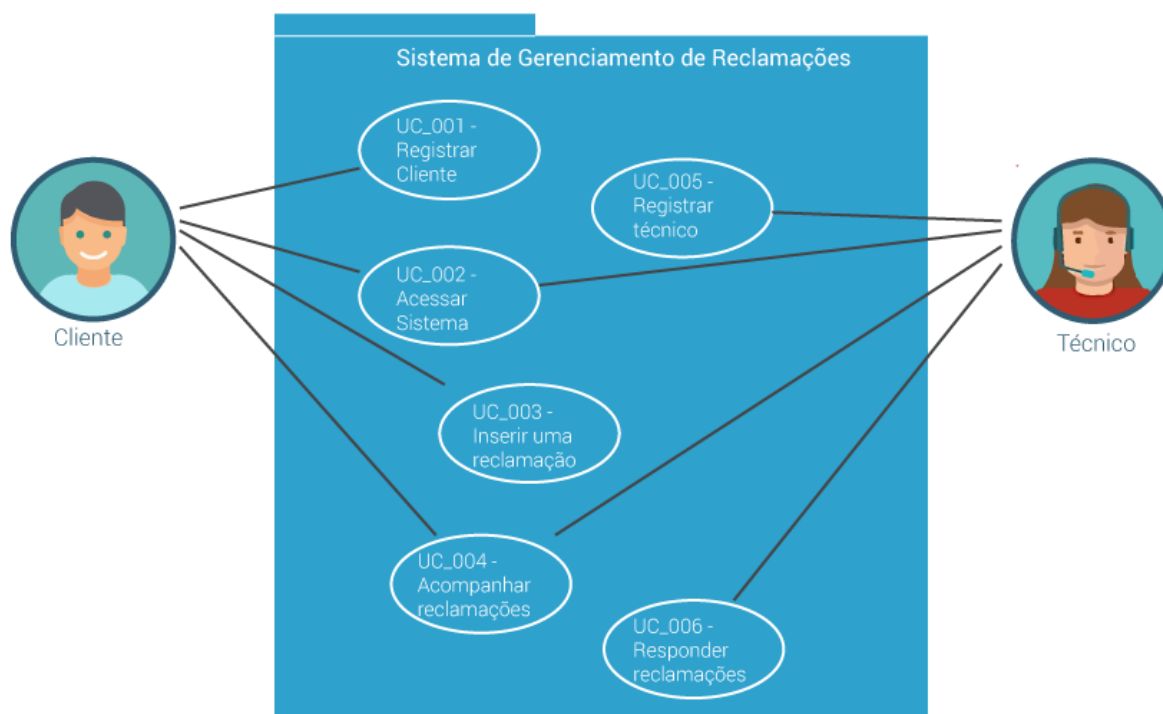 Sistema de Gerenciamento de Reclamações
UC_001 -
Registrar
Cliente
UC_005 -
Registrar
técnico
UC_002 -
Acessar
Sistema
Cliente
Técnico
UC_003 -
Inserir uma
reclamação
UC_004 -
Acompanhar
reclamações
UC_006 -
Responder
reclamações